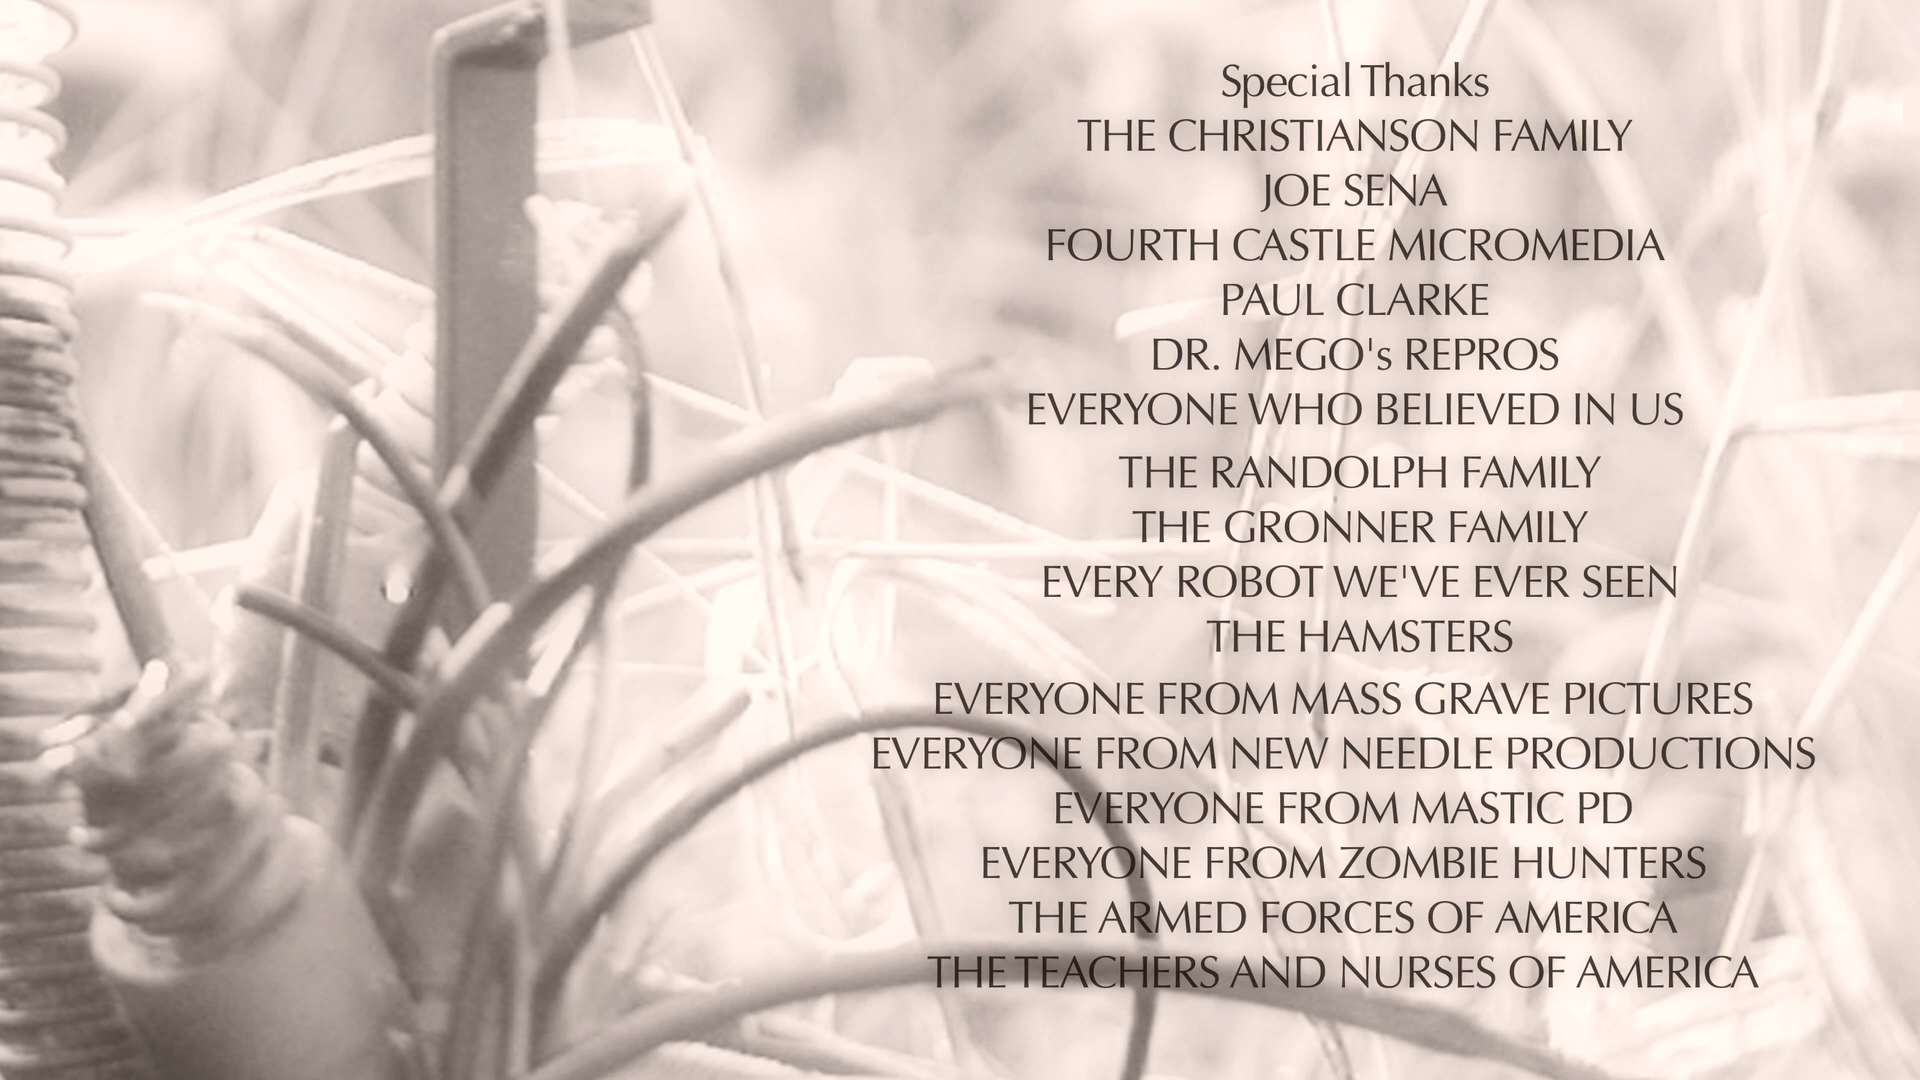 Special Thanks
THE CHRISTIANSON FAMILY
JOE SENA
FOURTH CASTLE MICROMEDIA
PAUL CLARKE
DR. MEGO's REPROS
EVERYONE WHO BELIEVED IN US
THE RANDOLPH FAMILY
THE GRONNER FAMILY
EVERY ROBOT WE'VE EVER SEEN
THE HAMSTERS
EVERYONE FROM MASS GRAVE PICTURES
EVERYONE FROM NEW NEEDLE PRODUCTIONS
EVERYONE FROM MASTIC PD
EVERYONE FROM ZOMBIE HUNTERS
THE ARMED FORCES OF AMERICA
THE TEACHERS AND NURSES OF AMERICA